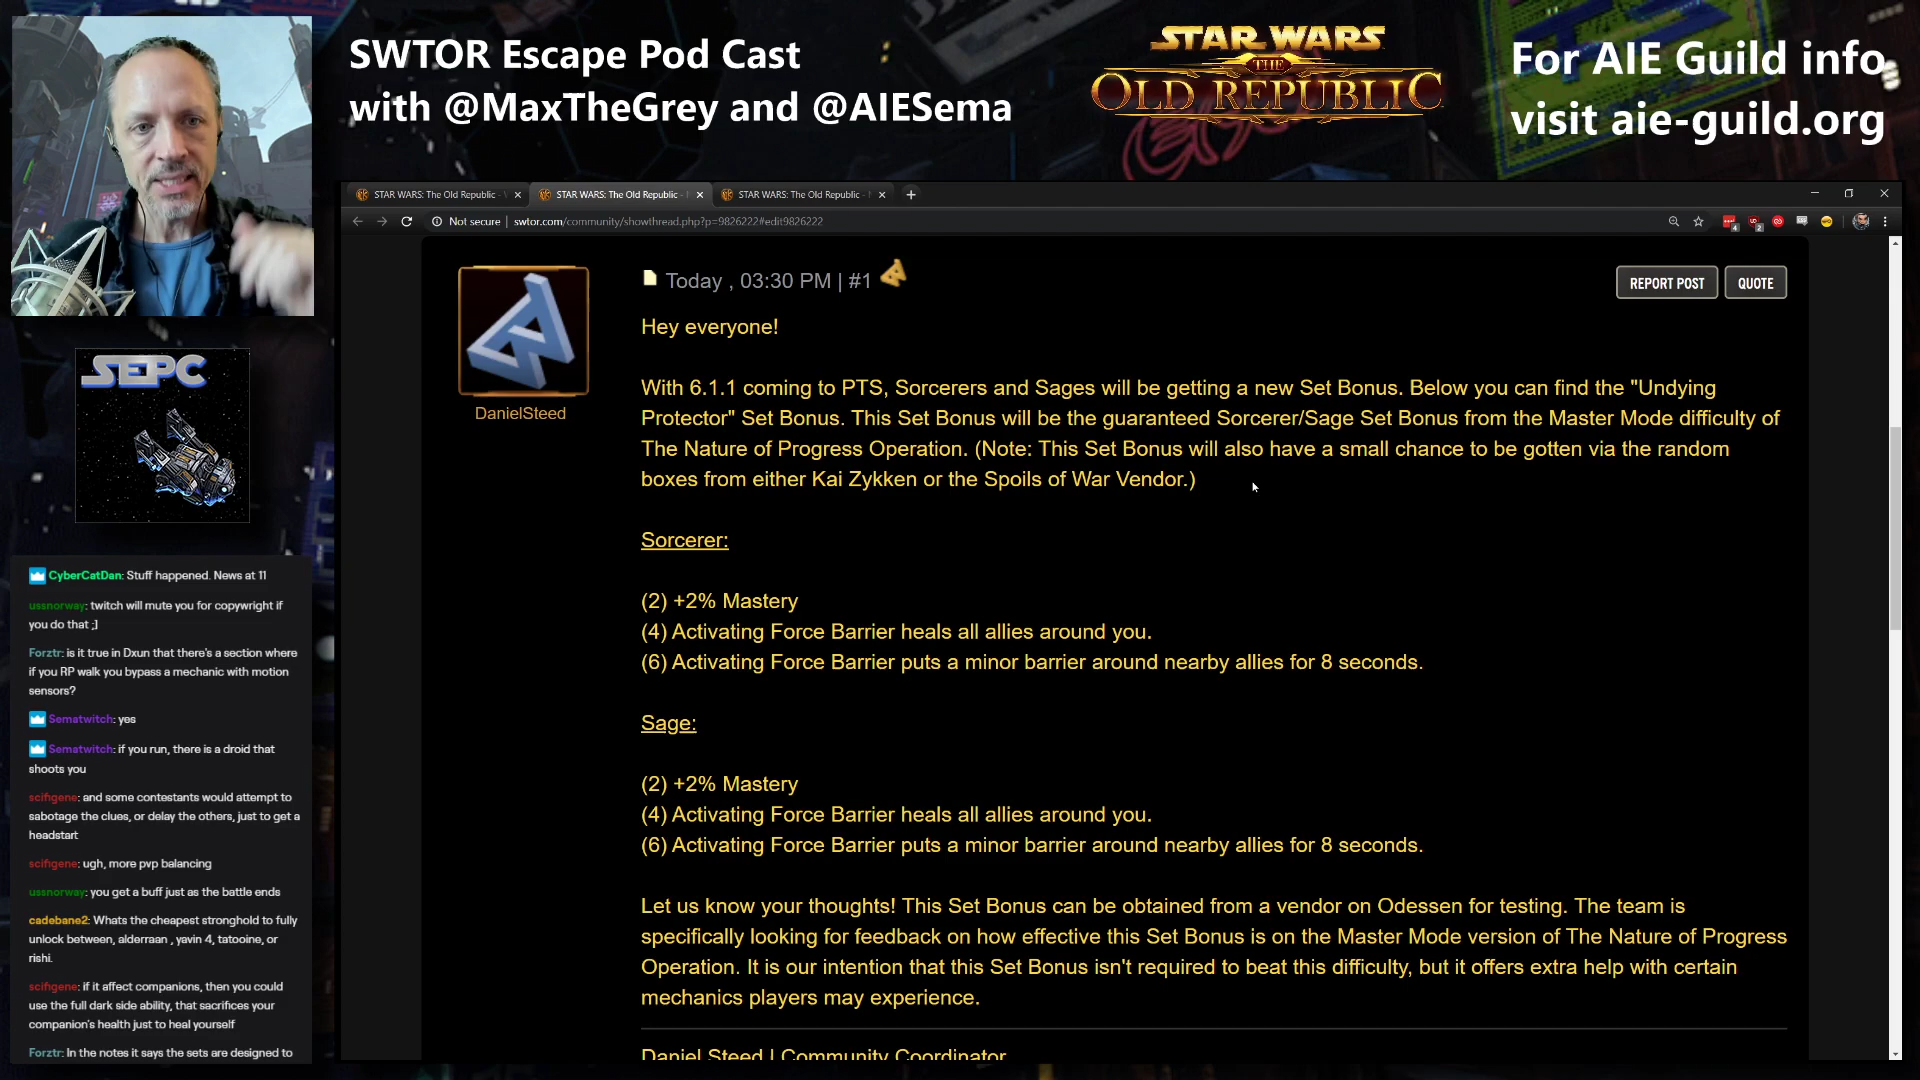 SWTOR Escape Pod Cast
with @MaxTheGrey and @AIESema
STAR WARS
THE
OLD REPUBLIC
For AIE Guild info
visit aie-guild.org
STAR WARS: The Old Republic -
STAR WARS: The Old Republic -
STAR WARS: The Old Republic -
Not secure | swtor.com/community/showthread.php?p=9826222#edit9826222
DanielSteed
Today , 03:30 PM | #1
REPORT POST
QUOTE
Hey everyone!
With 6.1.1 coming to PTS, Sorcerers and Sages will be getting a new Set Bonus. Below you can find the "Undying
Protector" Set Bonus. This Set Bonus will be the guaranteed Sorcerer/Sage Set Bonus from the Master Mode difficulty of
The Nature of Progress Operation. (Note: This Set Bonus will also have a small chance to be gotten via the random
boxes from either Kai Zykken or the Spoils of War Vendor.)
Sorcerer:
(2) +2% Mastery
(4) Activating Force Barrier heals all allies around you.
(6) Activating Force Barrier puts a minor barrier around nearby allies for 8 seconds.
Sage:
(2) +2% Mastery
(4) Activating Force Barrier heals all allies around you.
(6) Activating Force Barrier puts a minor barrier around nearby allies for 8 seconds.
Let us know your thoughts! This Set Bonus can be obtained from a vendor on Odessen for testing. The team is
specifically looking for feedback on how effective this Set Bonus is on the Master Mode version of The Nature of Progress
Operation. It is our intention that this Set Bonus isn't required to beat this difficulty, but it offers extra help with certain
mechanics players may experience.
Daniel Steed | Community Coordinator
SEPC
CyberCatDan: Stuff happened. News at 11
ussnorway: twitch will mute you for copywright if
you do that ;]
Forztr: is it true in Dxun that there's a section where
if you RP walk you bypass a mechanic with motion
sensors?
Sematwitch: yes
Sematwitch: if you run, there is a droid that
shoots you
scifigene: and some contestants would attempt to
sabotage the clues, or delay the others, just to get a
headstart
scifigene: ugh, more pvp balancing
ussnorway: you get a buff just as the battle ends
cadebane2: Whats the cheapest stronghold to fully
unlock between, alderraan , yavin 4, tatooine, or
rishi.
scifigene: if it affect companions, then you could
use the full dark side ability, that sacrifices your
companion's health just to heal yourself
Forztr: In the notes it says the sets are designed to